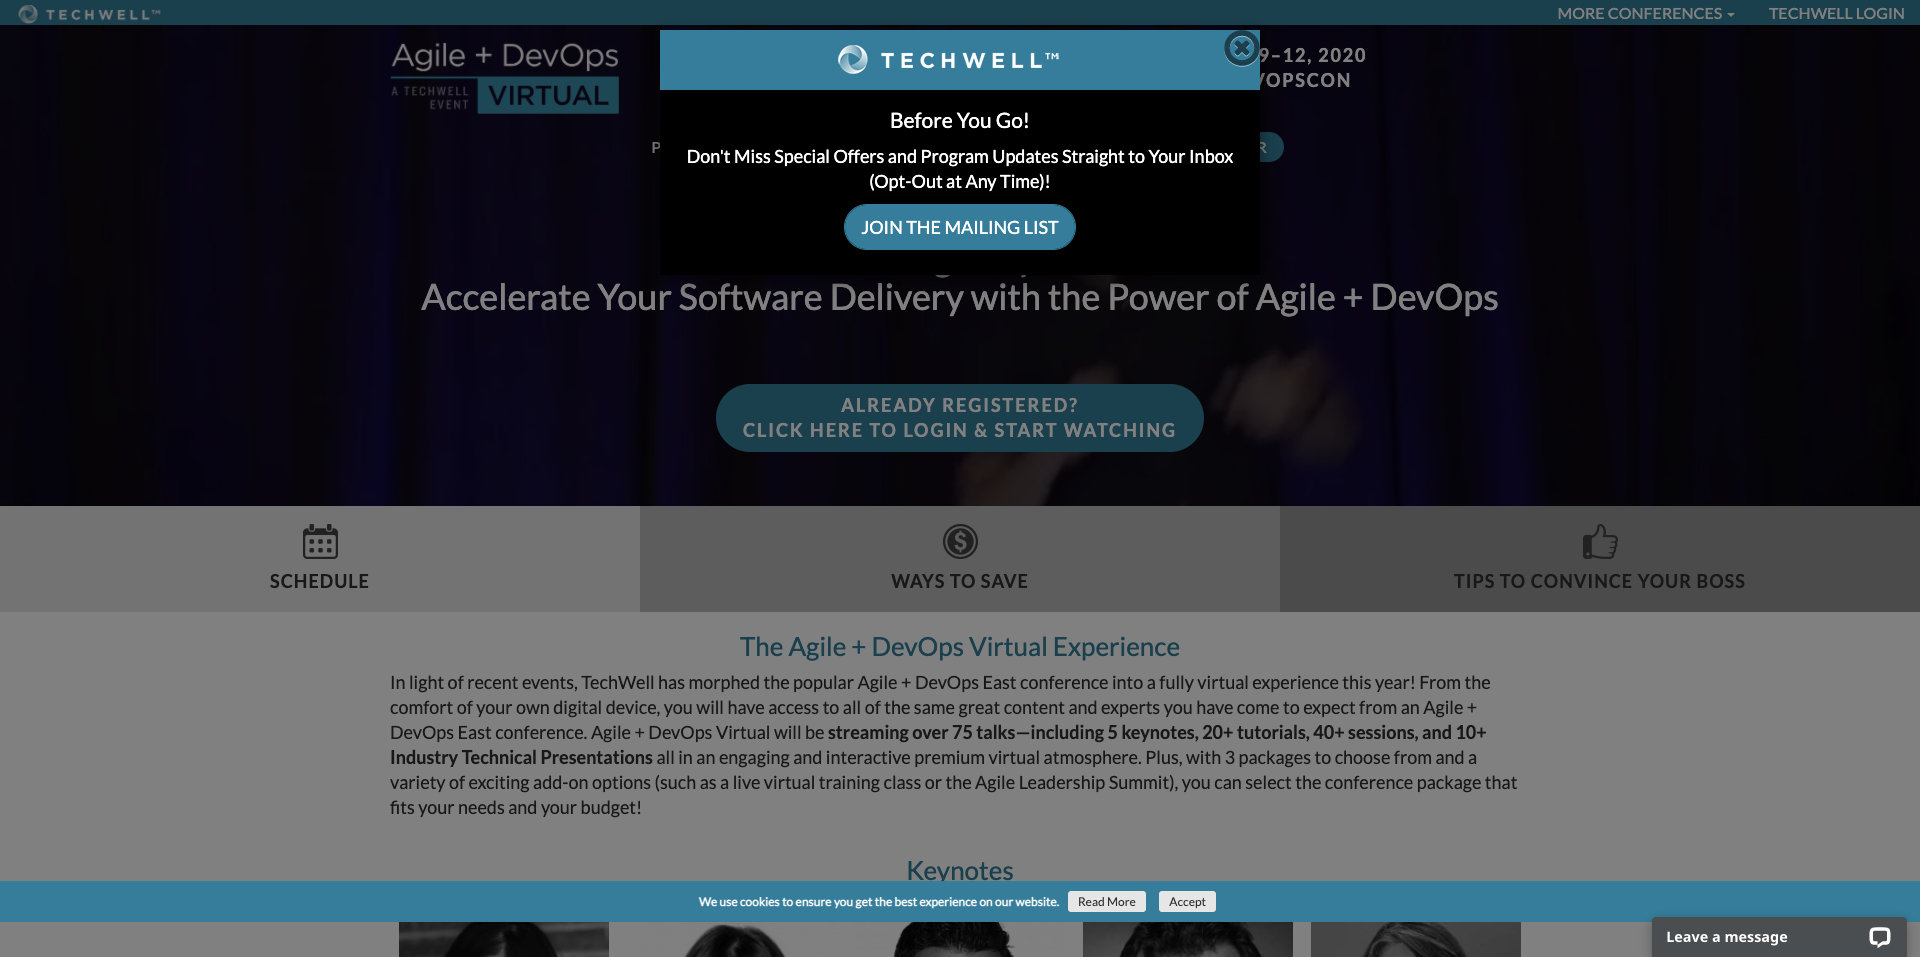 TECHWELL™
MORE CONFERENCES
TECHWELL LOGIN
Agile + DevOps
A TECHWELL
EVENT
VIRTUAL
TECHWELL™
9–12, 2020
Before You Go!
Don't Miss Special Offers and Program Updates Straight to Your Inbox
(Opt-Out at Any Time)!
JOIN THE MAILING LIST
Accelerate Your Software Delivery with the Power of Agile + DevOps
ALREADY REGISTERED?
CLICK HERE TO LOGIN & START WATCHING
SCHEDULE
WAYS TO SAVE
TIPS TO CONVINCE YOUR BOSS
The Agile + DevOps Virtual Experience
In light of recent events, TechWell has morphed the popular Agile + DevOps East conference into a fully virtual experience this year! From the
comfort of your own digital device, you will have access to all of the same great content and experts you have come to expect from an Agile +
DevOps East conference. Agile + DevOps Virtual will be streaming over 75 talks—including 5 keynotes, 20+ tutorials, 40+ sessions, and 10+
Industry Technical Presentations all in an engaging and interactive premium virtual atmosphere. Plus, with 3 packages to choose from and a
variety of exciting add-on options (such as a live virtual training class or the Agile Leadership Summit), you can select the conference package that
fits your needs and your budget!
Keynotes
We use cookies to ensure you get the best experience on our website.
Read More
Accept
Leave a message